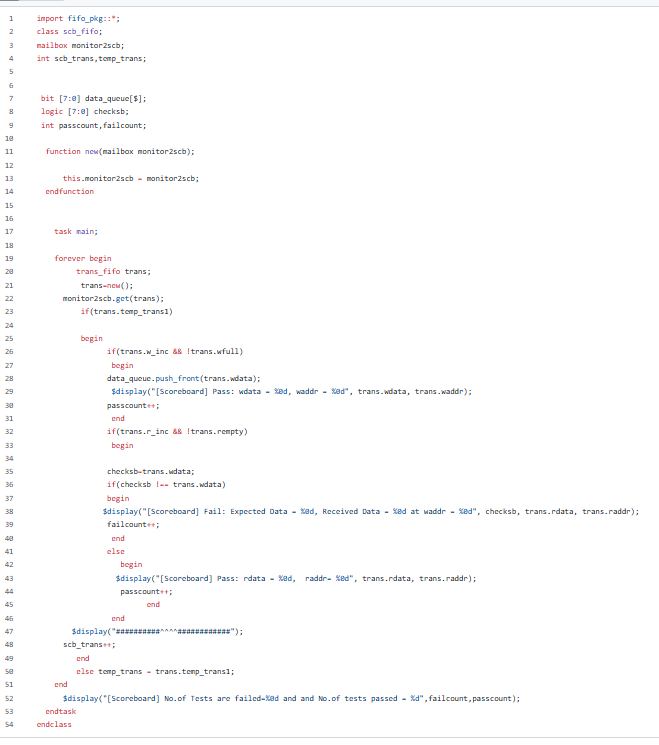 1 import fifo_pkg::*;
2 class scb_fifo;
3 mailbox monitor2scb;
4 int scb_trans,temp_trans;
5
6
7 bit [7:0] data_queue[$];
8 logic [7:0] checksb;
9 int passcount,failcount;
10
11 function new(mailbox monitor2scb);
12
13 this.monitor2scb = monitor2scb;
14 endfunction
15
16
17 task main;
18
19 forever begin
20 trans_fifo trans;
21 trans=new();
22 monitor2scb.get(trans);
23 if(trans.temp_trans1)
24
25 begin
26 if(trans.w_inc && !trans.wfull)
27 begin
28 data_queue.push_front(trans.wdata);
29 $display("[Scoreboard] Pass: wdata = %0d, waddr = %0d", trans.wdata, trans.waddr);
30 passcount++;
31 end
32 if(trans.r_inc && !trans.rempty)
33 begin
34
35 checksb=trans.wdata;
36 if(checksb !== trans.wdata)
37 begin
38 $display("[Scoreboard] Fail: Expected Data = %0d, Received Data = %0d at waddr = %0d", checksb, trans.rdata, trans.raddr);
39 failcount++;
40 end
41 else
42 begin
43 $display("[Scoreboard] Pass: rdata = %0d, raddr= %0d", trans.rdata, trans.raddr);
44 passcount++;
45 end
46 end
47 $display("##########^^^^############");
48 scb_trans++;
49 end
50 else temp_trans = trans.temp_trans1;
51 end
52 $display("[Scoreboard] No.of Tests are failed=%0d and and No.of tests passed = %d",failcount,passcount);
53 endtask
54 endclass